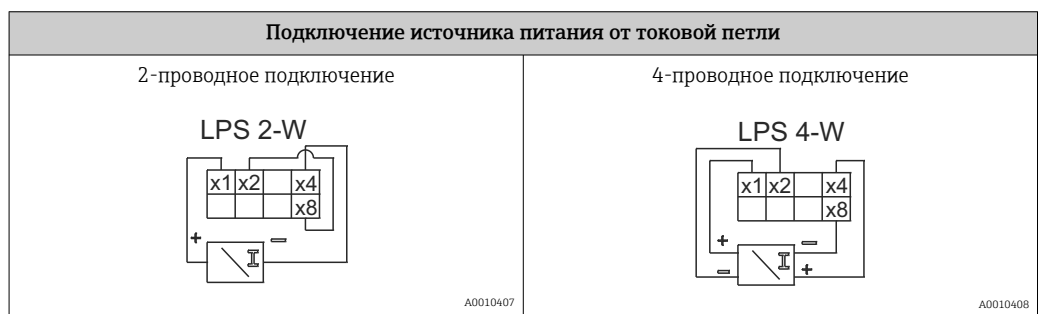 Подключение источника питания от токовой петли
2-проводное подключение
4-проводное подключение
LPS 2-W
x1 x2 x4
x8
+ −
I
A0010407
LPS 4-W
x1 x2 x4
x8
+ −
− I +
A0010408